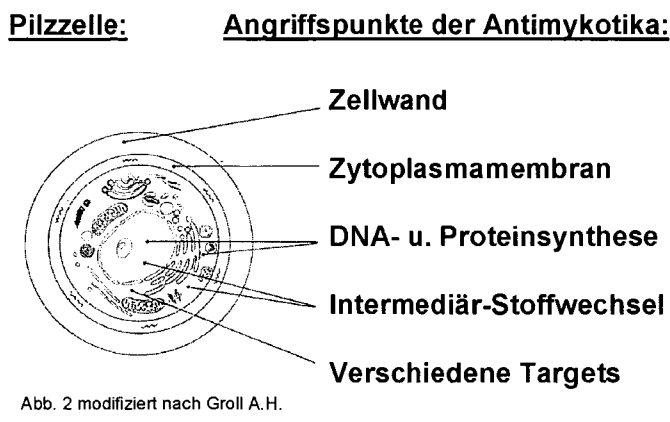 Pilzzelle: Angriffspunkte der Antimykotika:
Zellwand
Zytoplasmamembran
DNA- u. Proteinsynthese
Intermediär-Stoffwechsel
Verschiedene Targets
Abb. 2 modifiziert nach Groll A.H.